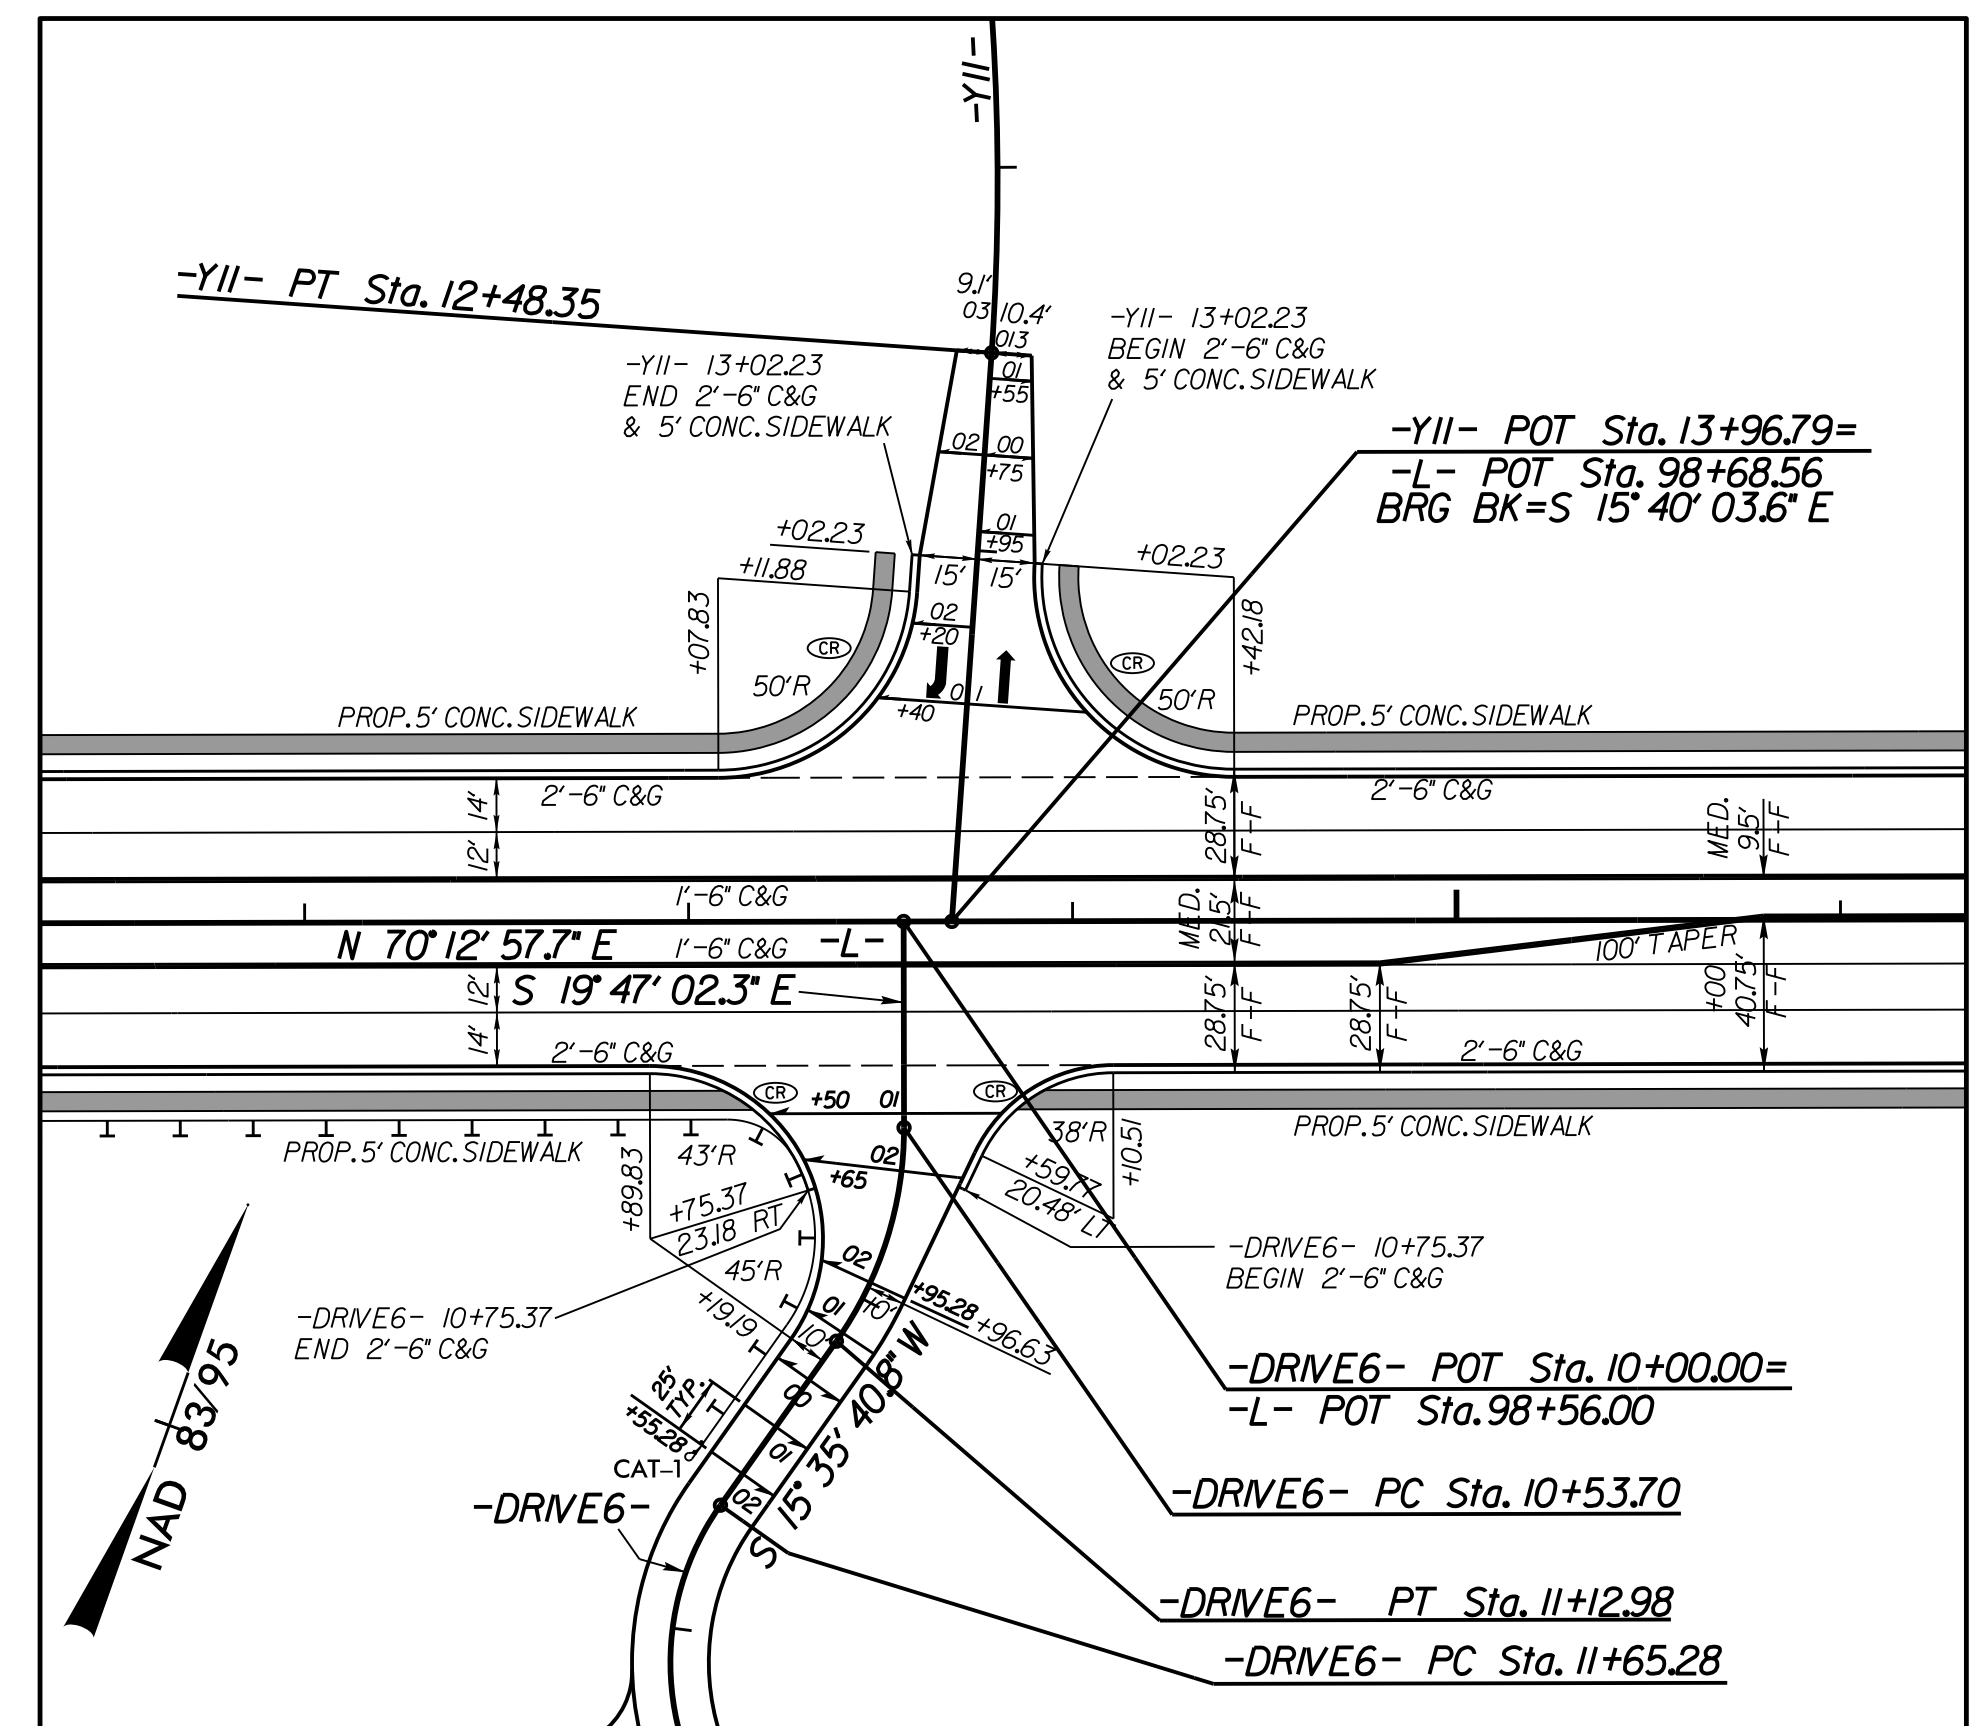 -Y11-
-Y11- PT Sta. 12+48.35
9.1'
03
10.4'
013
01
+55
-Y11- 13+02.23
END 2'-6" C&G
& 5' CONC. SIDEWALK
-Y11- 13+02.23
BEGIN 2'-6" C&G
& 5' CONC. SIDEWALK
02
00
+75
01
+95
-Y11- POT Sta. 13+96.79=
-L- POT Sta. 98+68.56
BRG BK=S 15° 40' 03.6" E
+02.23
+11.88
+07.83
15'
15'
+02.23
+42.18
02
+20
CR
50'R
CR
50'R
01
+40
PROP. 5' CONC. SIDEWALK
PROP. 5' CONC. SIDEWALK
2'-6" C&G
2'-6" C&G
14'
12'
28.75'
F-F
MED.
9.5'
F-F
1'-6" C&G
MED.
21.5'
F-F
N 70° 12' 57.7" E
1'-6" C&G
-L-
100' TAPER
S 19° 47' 02.3" E
12'
14'
28.75'
F-F
28.75'
F-F
+00
40.75'
F-F
2'-6" C&G
2'-6" C&G
CR
+50
01
CR
PROP. 5' CONC. SIDEWALK
PROP. 5' CONC. SIDEWALK
43'R
38'R
+10.51
02
+65
+89.83
+75.37
23.18 RT
+59.77
20.48' LT
45'R
02
-DRIVE6- 10+75.37
BEGIN 2'-6" C&G
-DRIVE6- 10+75.37
END 2'-6" C&G
+19.19
01
10'
10'
+95.28
+96.63
25'
TYP.
+55.28
CAT-1
00
01
02
S 15° 35' 40.8" W
-DRIVE6-
NAD 83/95
-DRIVE6- POT Sta. 10+00.00=
-L- POT Sta. 98+56.00
-DRIVE6- PC Sta. 10+53.70
-DRIVE6- PT Sta. 11+12.98
-DRIVE6- PC Sta. 11+65.28